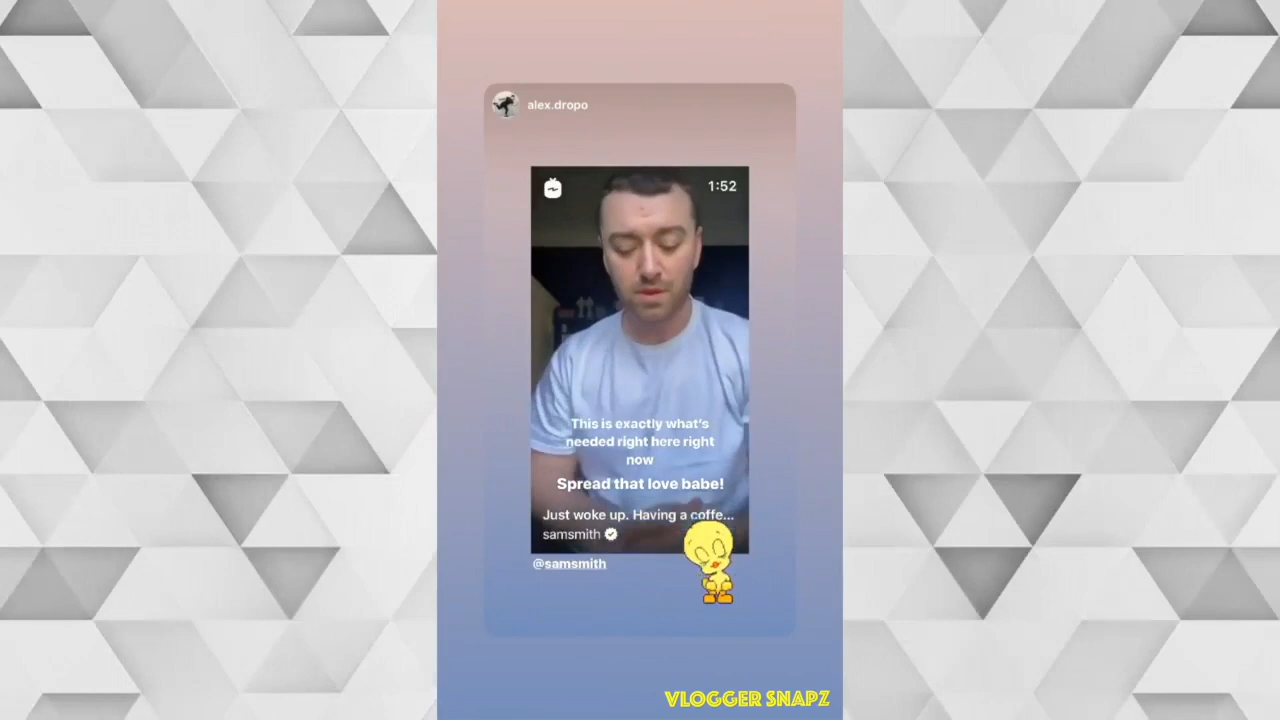 alex.dropo
1:52
This is exactly what's
needed right here right
now
Spread that love babe!
Just woke up. Having a coffe...
samsmith
@samsmith
VLOGGER SNAPZ